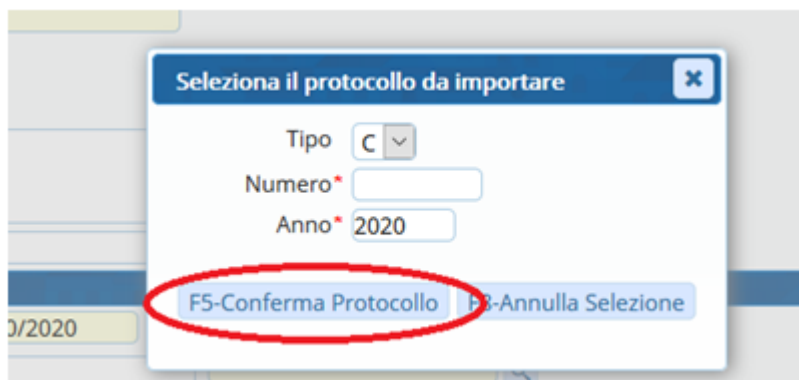 Seleziona il protocollo da importare
Tipo C
Numero*
Anno* 2020
F5-Conferma Protocollo -Annulla Selezione
0/2020